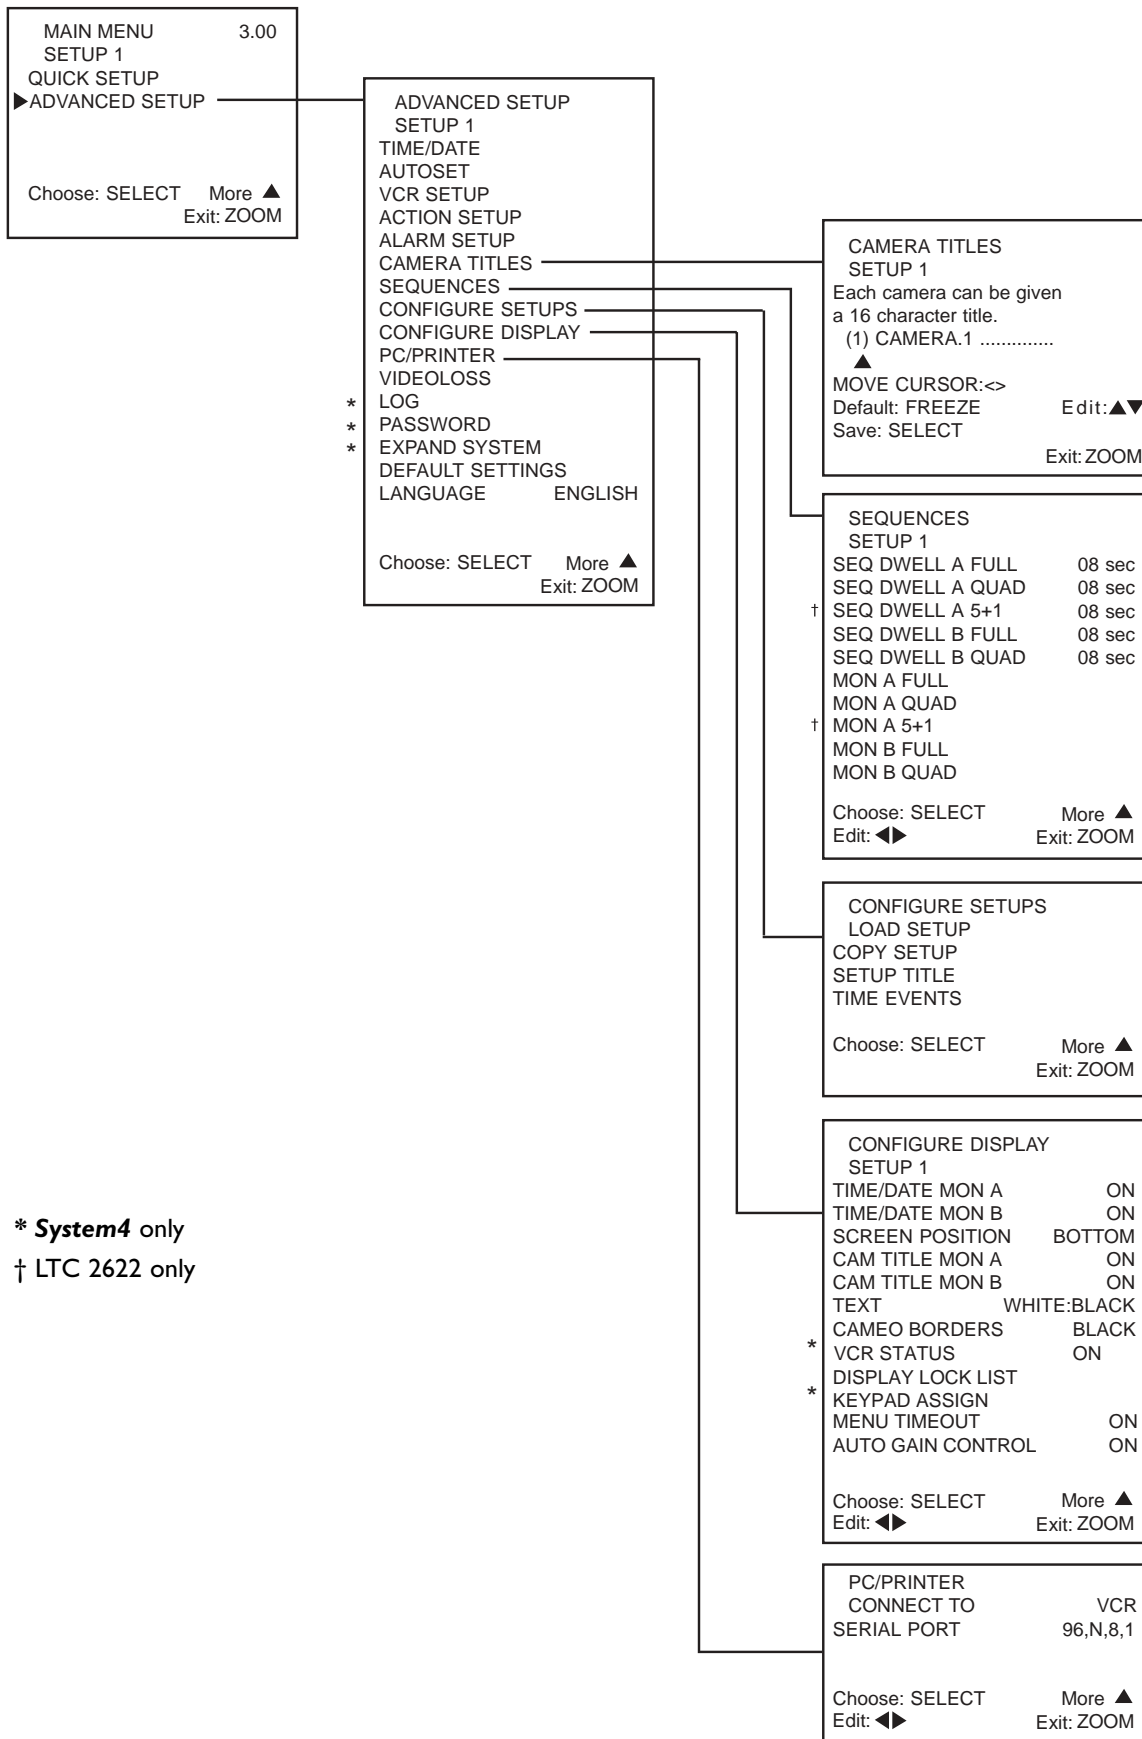 MAIN MENU 3.00
SETUP 1
QUICK SETUP
▶ADVANCED SETUP
Choose: SELECT More ▲
Exit: ZOOM
ADVANCED SETUP
SETUP 1
TIME/DATE
AUTOSET
VCR SETUP
ACTION SETUP
ALARM SETUP
CAMERA TITLES
SEQUENCES
CONFIGURE SETUPS
CONFIGURE DISPLAY
PC/PRINTER
VIDEOLOSS
* LOG
* PASSWORD
* EXPAND SYSTEM
DEFAULT SETTINGS
LANGUAGE ENGLISH
Choose: SELECT More ▲
Exit: ZOOM
CAMERA TITLES
SETUP 1
Each camera can be given
a 16 character title.
(1) CAMERA.1 ..............
▲
MOVE CURSOR:<>
Default: FREEZE Edit:▲▼
Save: SELECT
Exit: ZOOM
SEQUENCES
SETUP 1
SEQ DWELL A FULL 08 sec
SEQ DWELL A QUAD 08 sec
† SEQ DWELL A 5+1 08 sec
SEQ DWELL B FULL 08 sec
SEQ DWELL B QUAD 08 sec
MON A FULL
MON A QUAD
† MON A 5+1
MON B FULL
MON B QUAD
Choose: SELECT More ▲
Edit: ◀▶ Exit: ZOOM
CONFIGURE SETUPS
LOAD SETUP
COPY SETUP
SETUP TITLE
TIME EVENTS
Choose: SELECT More ▲
Exit: ZOOM
CONFIGURE DISPLAY
SETUP 1
TIME/DATE MON A ON
TIME/DATE MON B ON
SCREEN POSITION BOTTOM
CAM TITLE MON A ON
CAM TITLE MON B ON
TEXT WHITE:BLACK
CAMEO BORDERS BLACK
* VCR STATUS ON
DISPLAY LOCK LIST
* KEYPAD ASSIGN
MENU TIMEOUT ON
AUTO GAIN CONTROL ON
Choose: SELECT More ▲
Edit: ◀▶ Exit: ZOOM
PC/PRINTER
CONNECT TO VCR
SERIAL PORT 96,N,8,1
Choose: SELECT More ▲
Edit: ◀▶ Exit: ZOOM
* System4 only
† LTC 2622 only